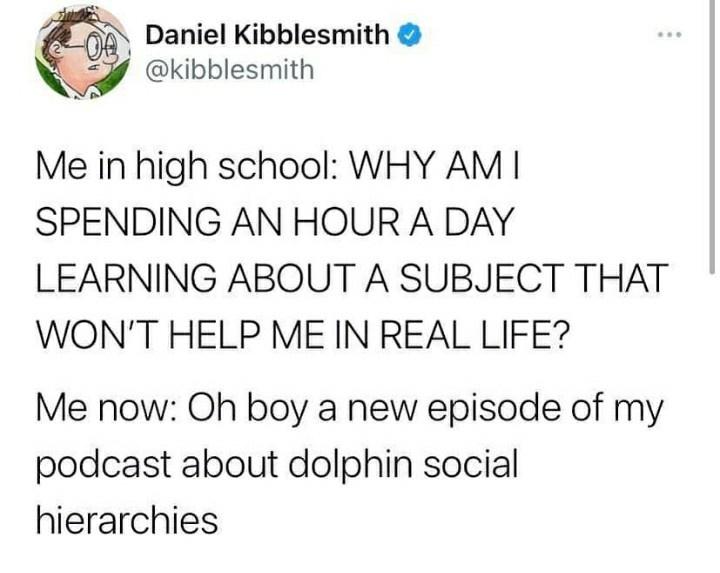 Daniel Kibblesmith
@kibblesmith
Me in high school: WHY AM I
SPENDING AN HOUR A DAY
LEARNING ABOUT A SUBJECT THAT
WON'T HELP ME IN REAL LIFE?
Me now: Oh boy a new episode of my
podcast about dolphin social
hierarchies